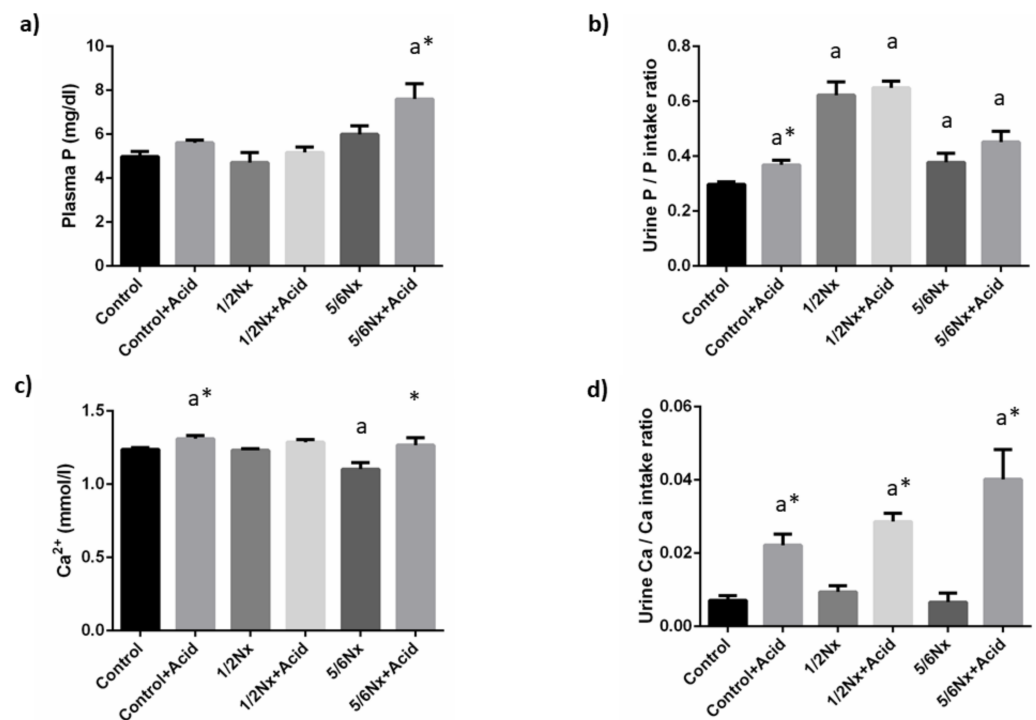 a)
Plasma P (mg/dl)
10
8
6
4
2
0
a*
Control
Control+Acid
1/2Nx
1/2Nx+Acid
5/6Nx
5/6Nx+Acid
b)
Urine P / P intake ratio
0.8
0.6
0.4
0.2
0.0
a*
a
a
a
a
Control
Control+Acid
1/2Nx
1/2Nx+Acid
5/6Nx
5/6Nx+Acid
c)
Ca²⁺ (mmol/l)
1.5
1.0
0.5
0.0
a*
a
*
Control
Control+Acid
1/2Nx
1/2Nx+Acid
5/6Nx
5/6Nx+Acid
d)
Urine Ca / Ca intake ratio
0.06
0.04
0.02
0.00
a*
a*
a*
Control
Control+Acid
1/2Nx
1/2Nx+Acid
5/6Nx
5/6Nx+Acid